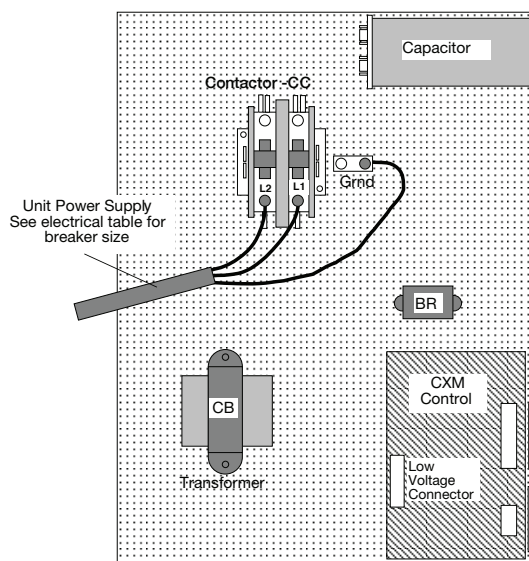 Capacitor
Contactor -CC
L2
L1
Grnd
Unit Power Supply
See electrical table for
breaker size
BR
CXM
Control
CB
Low
Voltage
Connector
Transformer